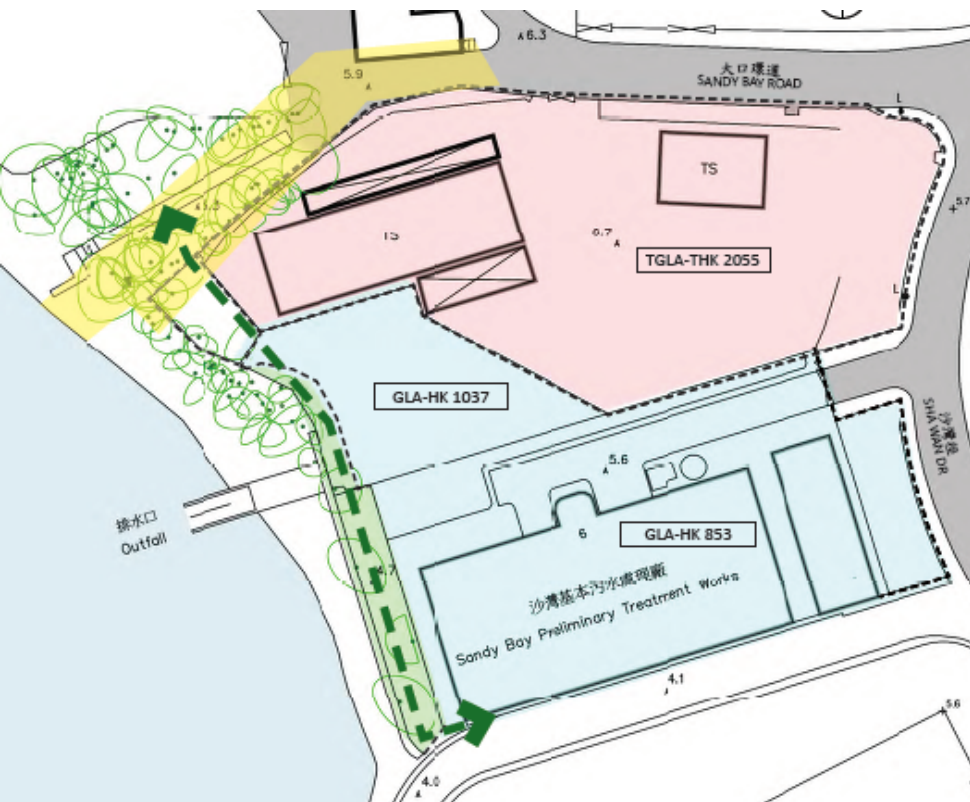 6.3
大口環道
SANDY BAY ROAD
5.9
L
TS
5.7
TS
6.7
TGLA-THK 2055
L
GLA-HK 1037
沙灣徑
SHA WAN DR
5.6
排水口
Outfall
6
GLA-HK 853
沙灣基本污水處理廠
Sandy Bay Preliminary Treatment Works
4.1
5.6
4.0